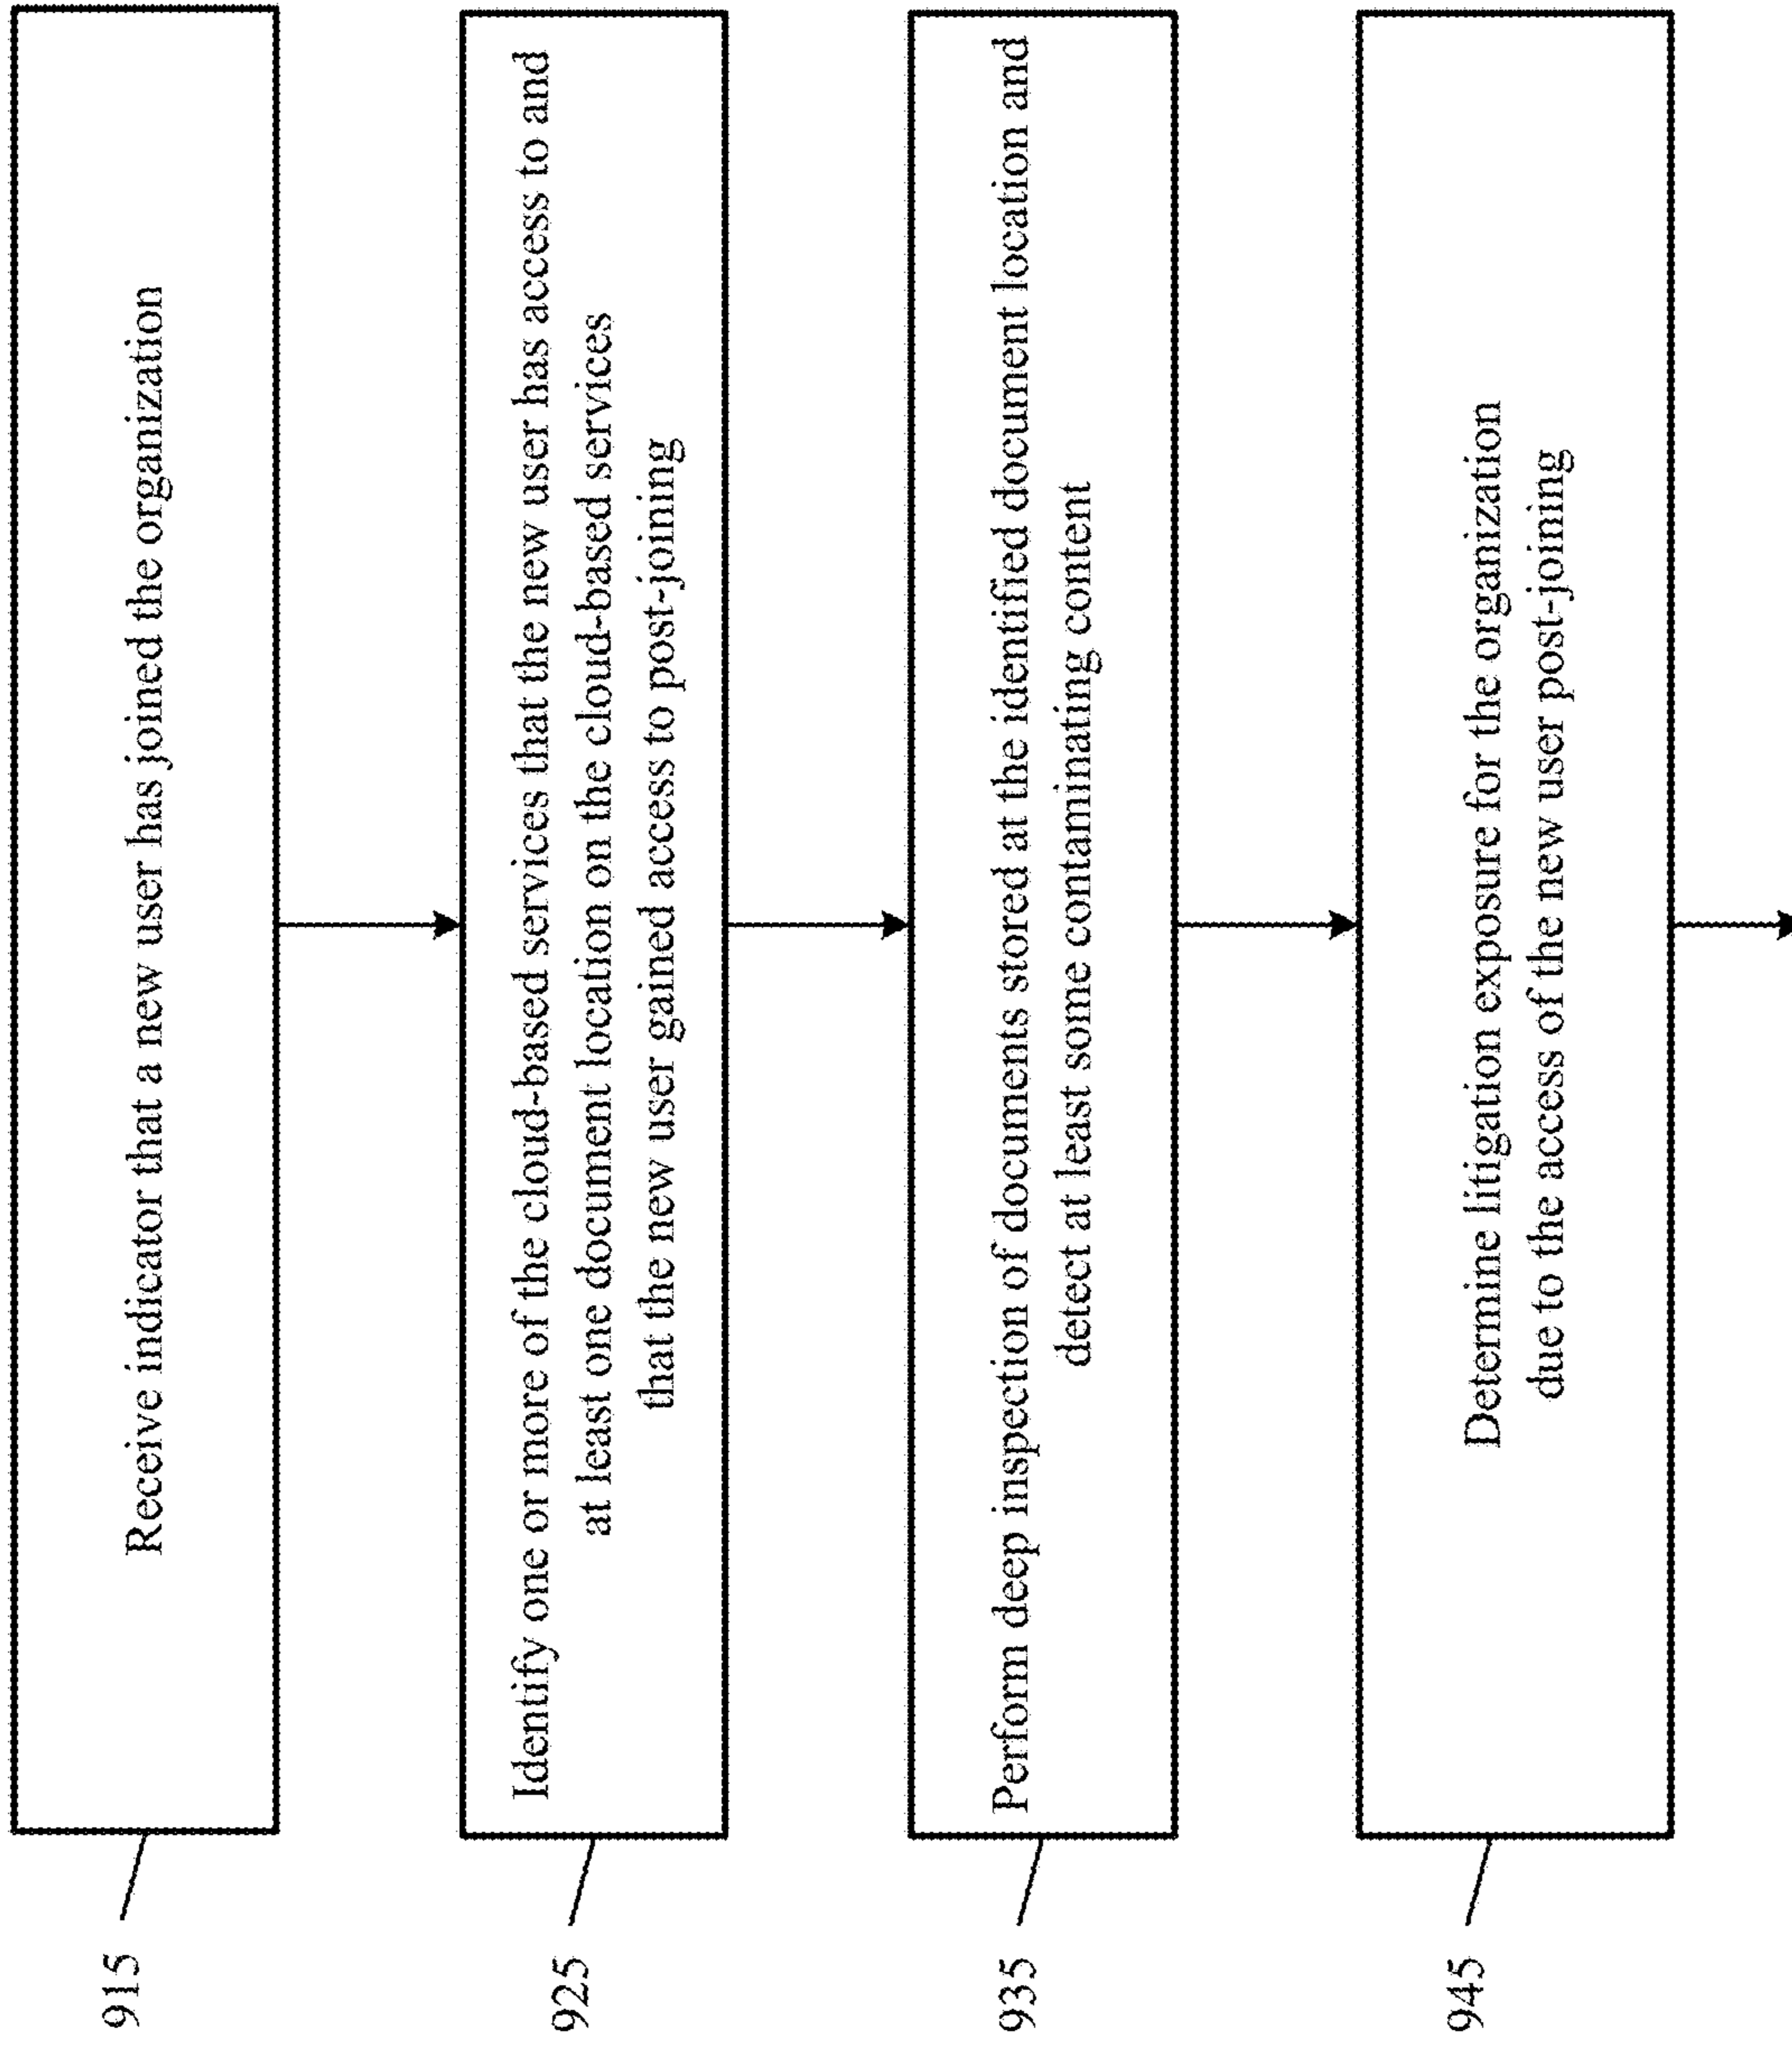 915
Receive indicator that a new user has joined the organization
925
Identify one or more of the cloud-based services that the new user has access to and
at least one document location on the cloud-based services
that the new user gained access to post-joining
935
Perform deep inspection of documents stored at the identified document location and
detect at least some contaminating content
945
Determine litigation exposure for the organization
due to the access of the new user post-joining